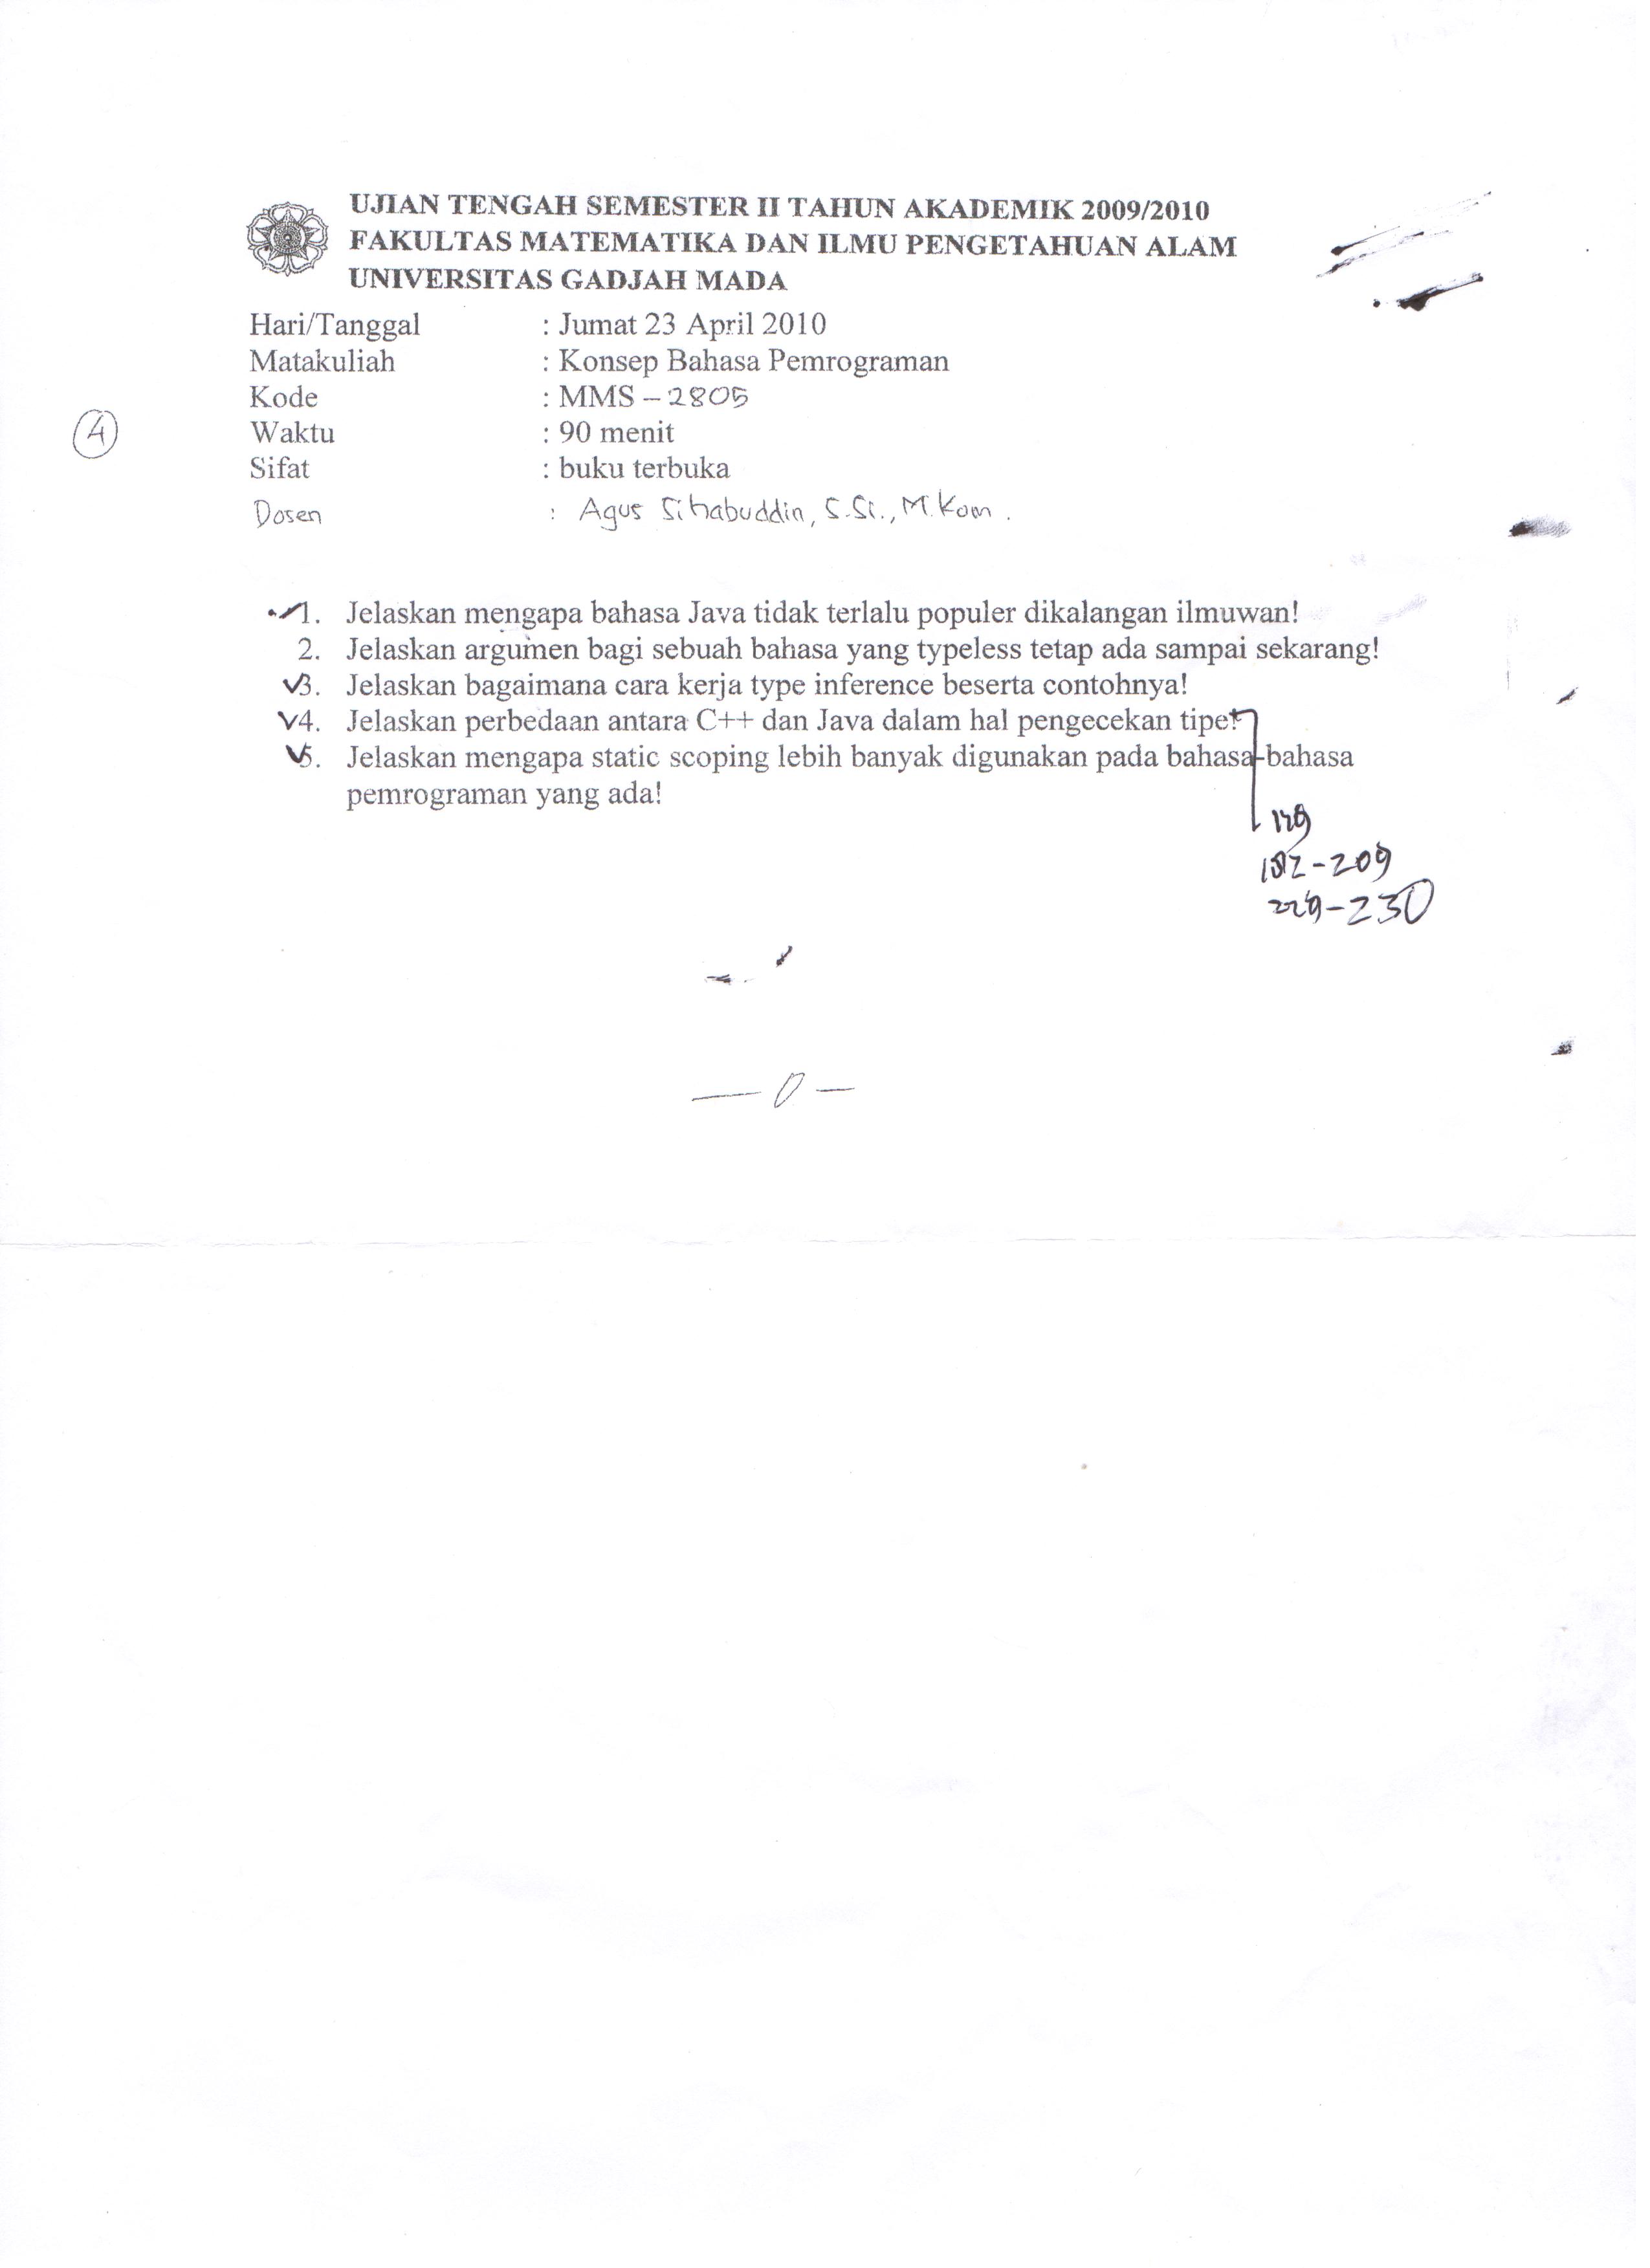 UJIAN TENGAH SEMESTER II TAHUN AKADEMIK 2009/2010
FAKULTAS MATEMATIKA DAN ILMU PENGETAHUAN ALAM
UNIVERSITAS GADJAH MADA
Hari/Tanggal : Jumat 23 April 2010
Matakuliah : Konsep Bahasa Pemrograman
Kode : MMS – 2805
4
Waktu : 90 menit
Sifat : buku terbuka
Dosen : Agus Sihabuddin, S.Si., M.Kom.
1. Jelaskan mengapa bahasa Java tidak terlalu populer dikalangan ilmuwan!
2. Jelaskan argumen bagi sebuah bahasa yang typeless tetap ada sampai sekarang!
3. Jelaskan bagaimana cara kerja type inference beserta contohnya!
4. Jelaskan perbedaan antara C++ dan Java dalam hal pengecekan tipe!
5. Jelaskan mengapa static scoping lebih banyak digunakan pada bahasa-bahasa
pemrograman yang ada!
182-209
229-230
— 0 –